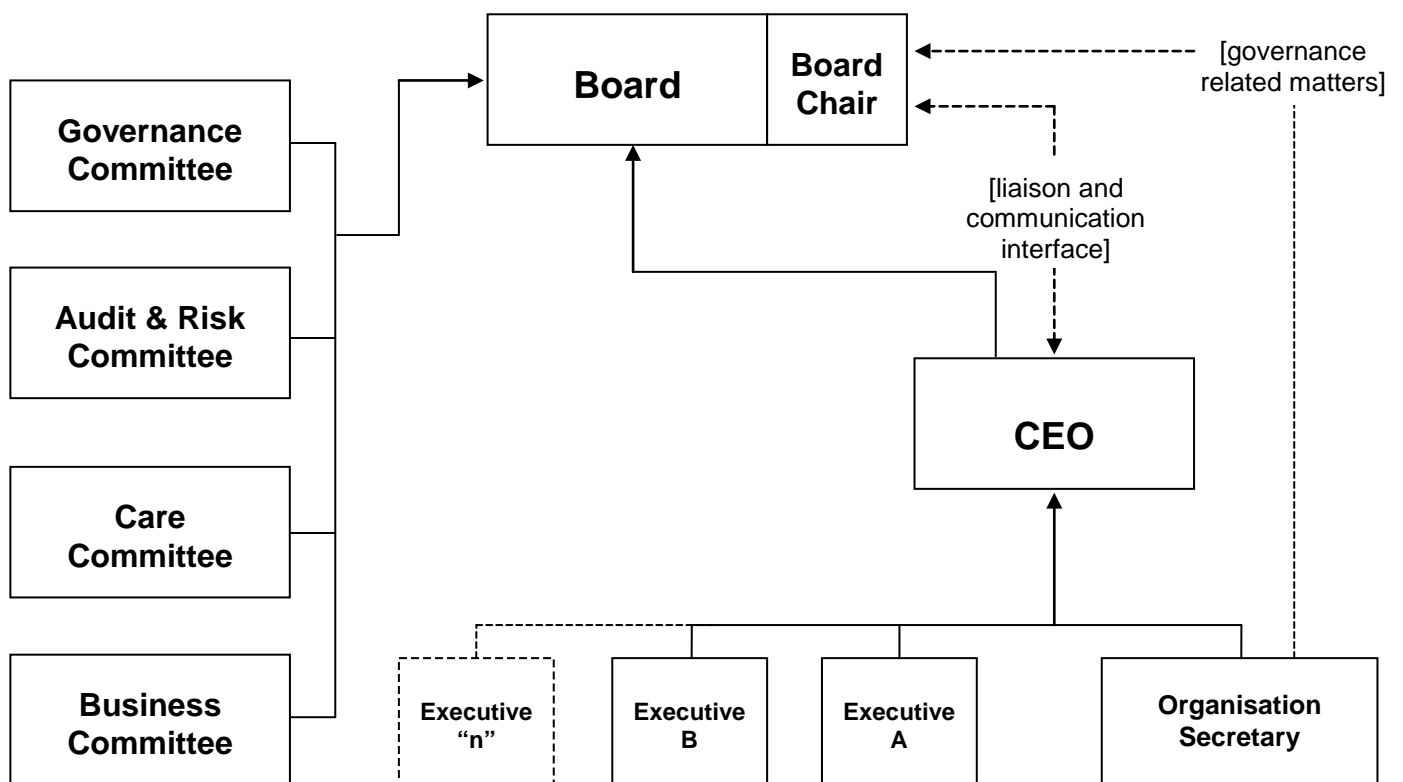 Board
Board
Chair
[governance
related matters]
Governance
Committee
[liaison and
communication
interface]
Audit & Risk
Committee
CEO
Care
Committee
Business
Committee
Executive
“n”
Executive
B
Executive
A
Organisation
Secretary